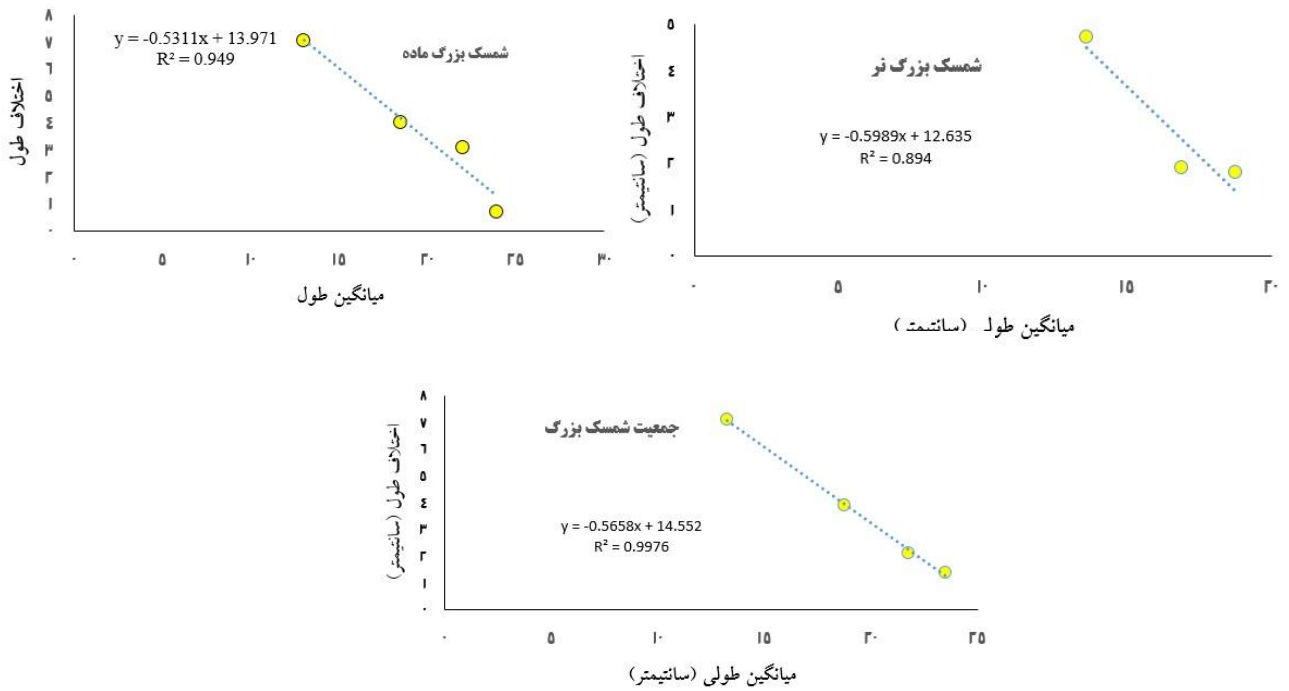 ۸
۷
٦
۵
٤
۳
۲
۱
۰
y = -0.5311x + 13.971
R² = 0.949
شمسک بزرگ ماده
اختلاف طول
۰ ۵ ۱۰ ۱۵ ۲۰ ۲۵ ۳۰
میانگین طول
۵
٤
۳
۲
۱
۰
شمسک بزرگ نر
y = -0.5989x + 12.635
R² = 0.894
اختلاف طول (سانتیمتر)
۰ ۵ ۱۰ ۱۵ ۲۰
میانگین طولی (سانتیمتر)
۸
۷
٦
۵
٤
۳
۲
۱
۰
جمعیت شمسک بزرگ
y = -0.5658x + 14.552
R² = 0.9976
اختلاف طول (سانتیمتر)
۰ ۵ ۱۰ ۱۵ ۲۰ ۲۵
میانگین طولی (سانتیمتر)